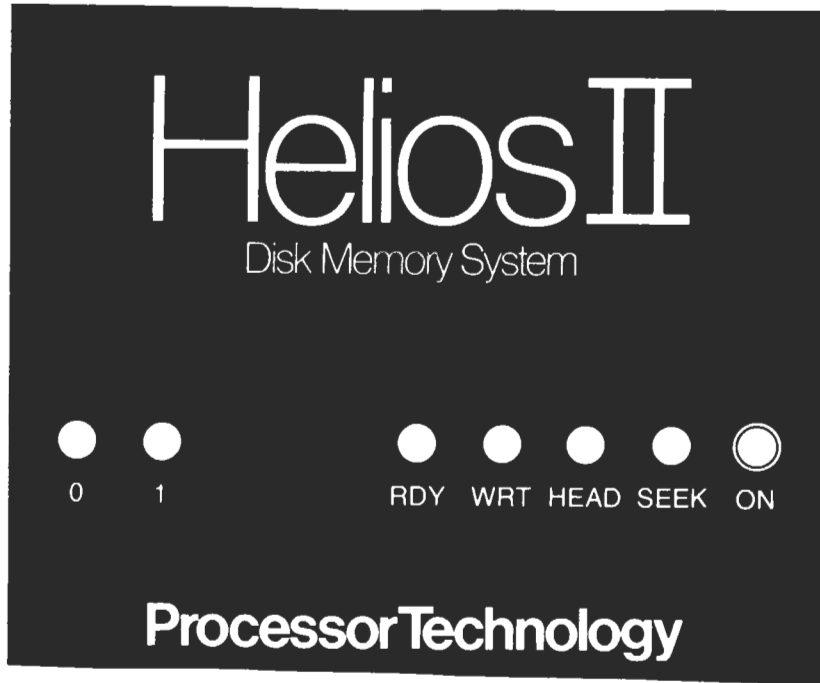 Helios II
Disk Memory System
0 1 RDY WRT HEAD SEEK ON
Processor Technology